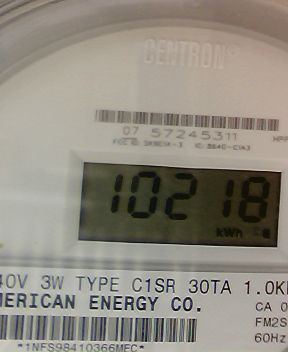 CENTRON®
07 57245311
10218
kWh
40V 3W TYPE C1SR 30TA 1.0K
MERICAN ENERGY CO. CA 0
FM2S
60Hz
*1NFS98410366MEC*